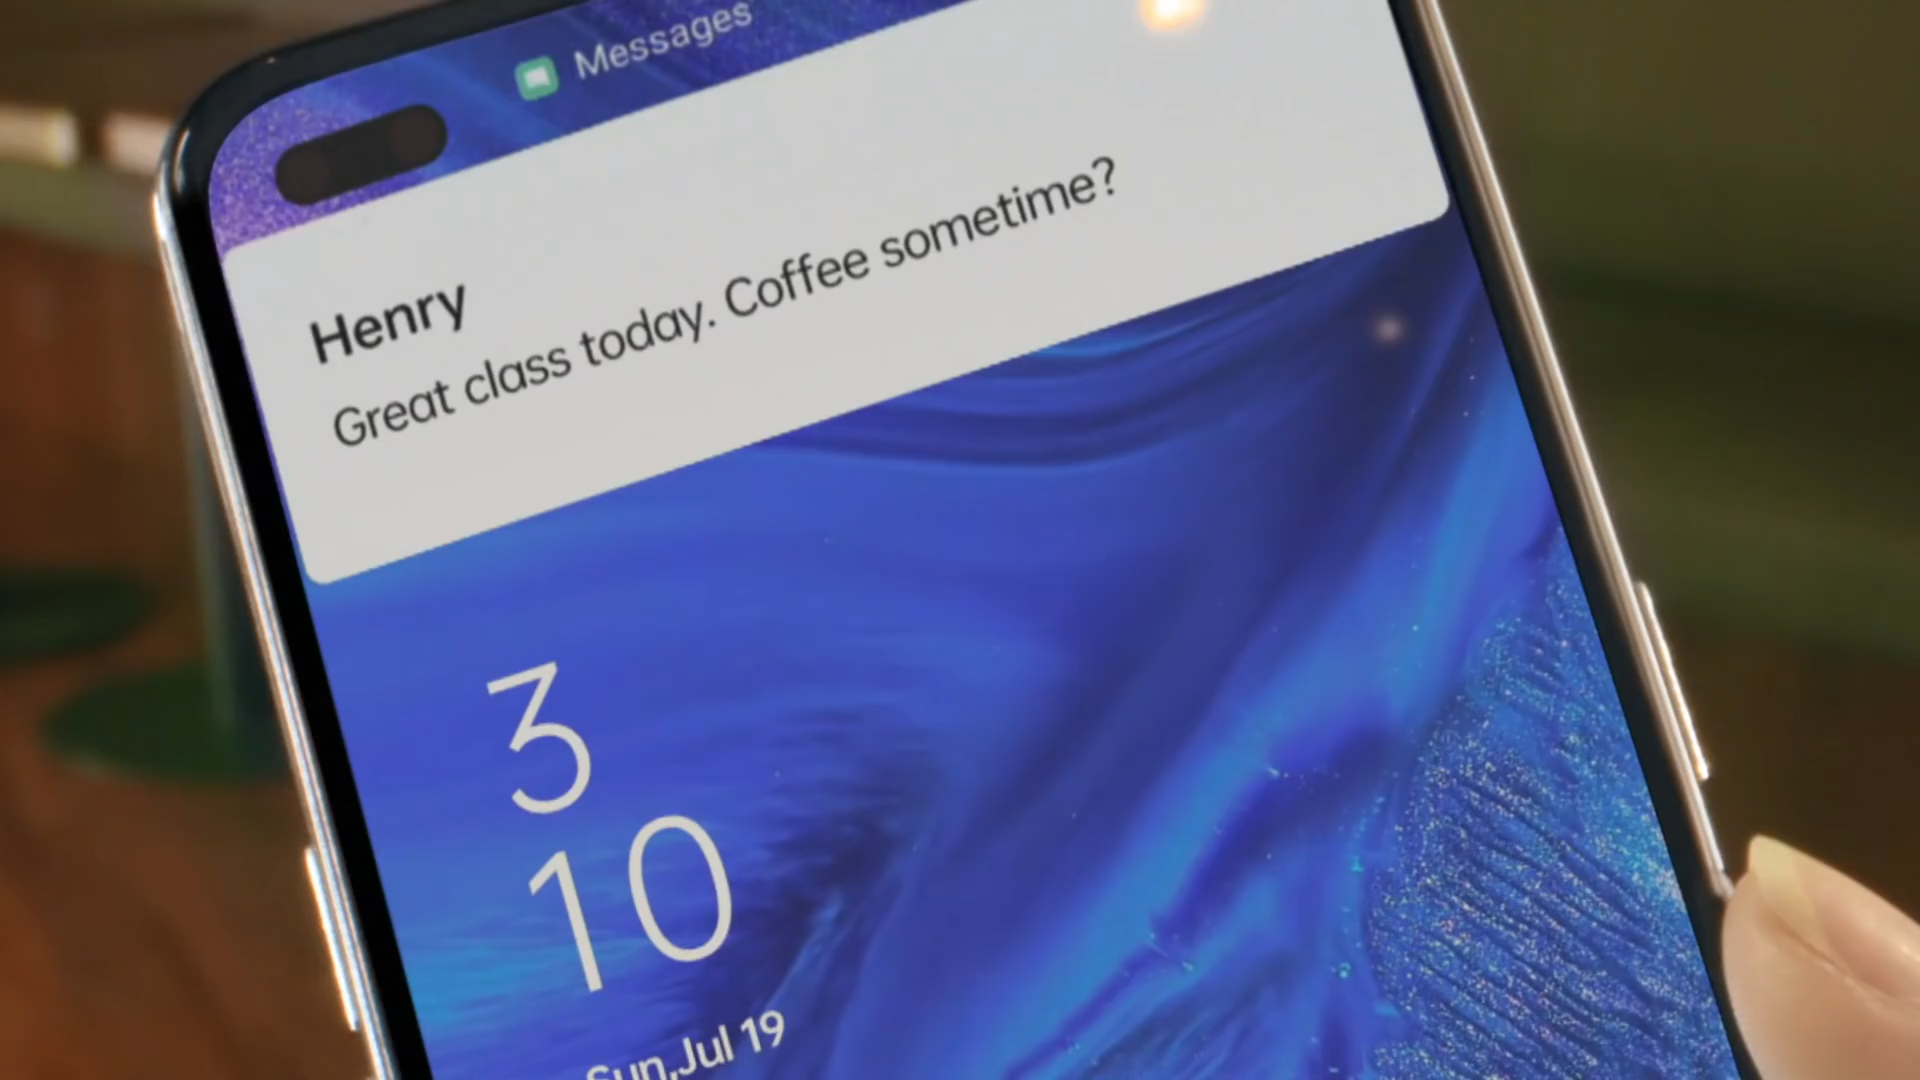 Messages
Henry
Great class today. Coffee sometime?
3
10
Sun,Jul 19